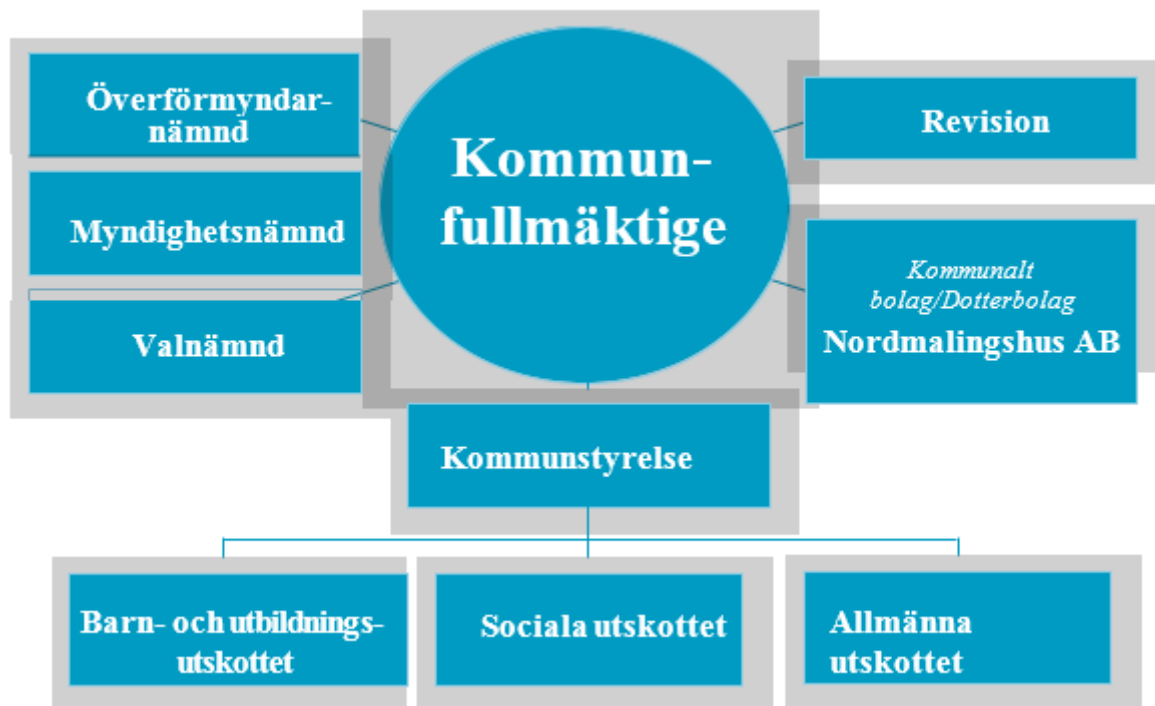 Överförmyndar-
nämnd
Myndighetsnämnd
Valnämnd
Kommun-
fullmäktige
Revision
Kommunalt
bolag/Dotterbolag
Nordmalingshus AB
Kommunstyrelse
Barn- och utbildnings-
utskottet
Sociala utskottet
Allmänna
utskottet